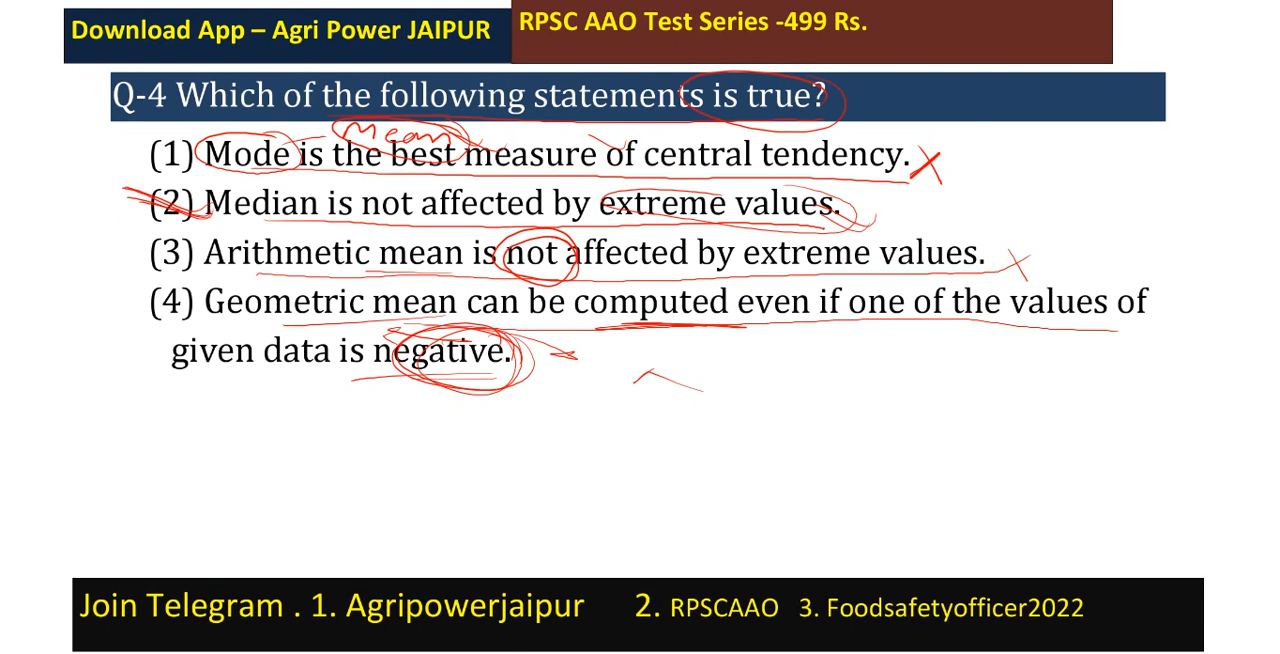 Download App – Agri Power JAIPUR
RPSC AAO Test Series -499 Rs.
Q-4 Which of the following statements is true?
Mean
(1) Mode is the best measure of central tendency.
(2) Median is not affected by extreme values.
(3) Arithmetic mean is not affected by extreme values.
(4) Geometric mean can be computed even if one of the values of
given data is negative.
Join Telegram . 1. Agripowerjaipur 2. RPSCAAO 3. Foodsafetyofficer2022